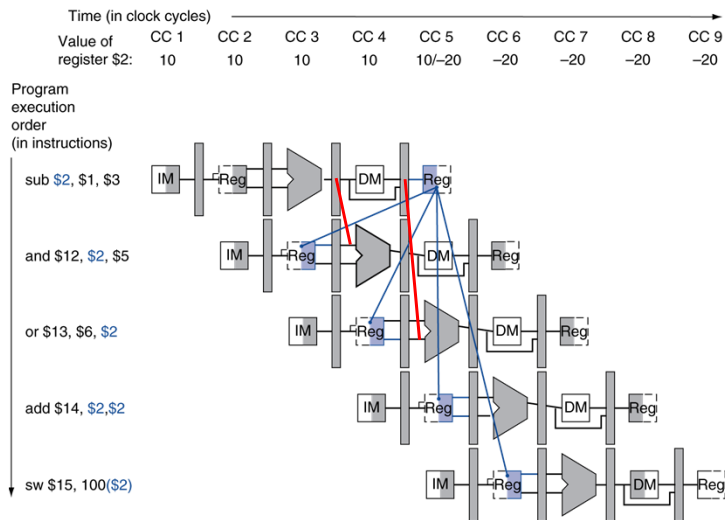 Time (in clock cycles)
CC 1 CC 2 CC 3 CC 4 CC 5 CC 6 CC 7 CC 8 CC 9
Value of
register $2: 10 10 10 10 10/–20 –20 –20 –20 –20
Program
execution
order
(in instructions)
sub $2, $1, $3 IM Reg DM Reg
and $12, $2, $5 IM Reg DM Reg
or $13, $6, $2 IM Reg DM Reg
add $14, $2,$2 IM Reg DM Reg
sw $15, 100($2) IM Reg DM Reg